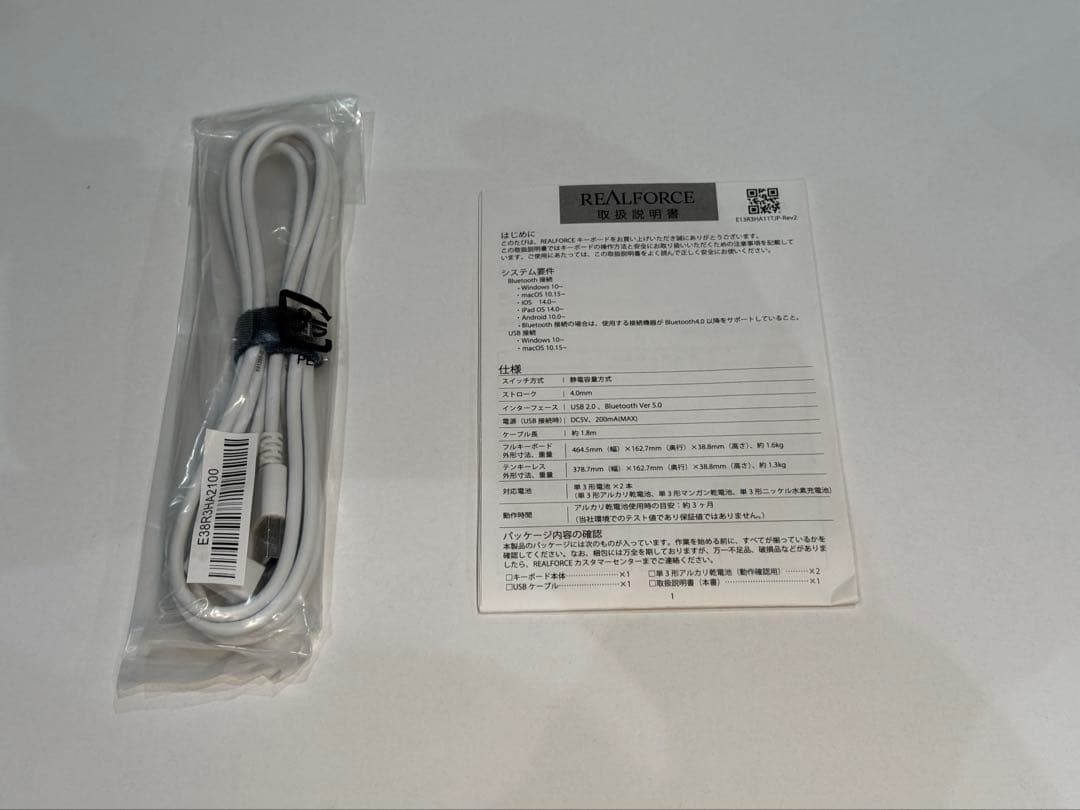 REALFORCE
取扱説明書
E13R3HA11TJP-Rev2
はじめに
このたびは、REALFORCE キーボードをお買い上げいただき誠にありがとうございます。
この取扱説明書ではキーボードの操作方法と安全にお取り扱いいただくための注意事項を記載して
います。ご使用にあたっては、この取扱説明書をよく読んで正しく安全にお使いください。
システム要件
Bluetooth 接続
・Windows 10~
・macOS 10.15~
・iOS 14.0~
・iPad OS 14.0~
・Android 10.0~
・Bluetooth 接続の場合は、使用する接続機器が Bluetooth4.0 以降をサポートしていること。
USB 接続
・Windows 10~
・macOS 10.15~
仕様
スイッチ方式 静電容量方式
ストローク 4.0mm
インターフェース USB 2.0 、Bluetooth Ver 5.0
電源（USB 接続時） DC5V、200mA(MAX)
ケーブル長 約 1.8m
フルキーボード
外形寸法、重量 464.5mm（幅）×162.7mm（奥行）×38.8mm（高さ）、約 1.6kg
テンキーレス
外形寸法、重量 378.7mm（幅）×162.7mm（奥行）×38.8mm（高さ）、約 1.3kg
対応電池 単 3 形電池 ×2 本
（単 3 形アルカリ乾電池、単 3 形マンガン乾電池、単 3 形ニッケル水素充電池）
動作時間 アルカリ乾電池使用時の目安：約 3 ヶ月
（当社環境でのテスト値であり保証値ではありません。）
パッケージ内容の確認
本製品のパッケージには次のものが入っています。作業を始める前に、すべてが揃っているかを
確認してください。なお、梱包には万全を期しておりますが、万一不足品、破損品などがありま
したら、REALFORCE カスタマーセンターまでご連絡ください。
□キーボード本体……………………×1 □単 3 形アルカリ乾電池（動作確認用）………×2
□USB ケーブル……………………×1 □取扱説明書（本書）……………………………×1
1
E38R3HA2100
PE